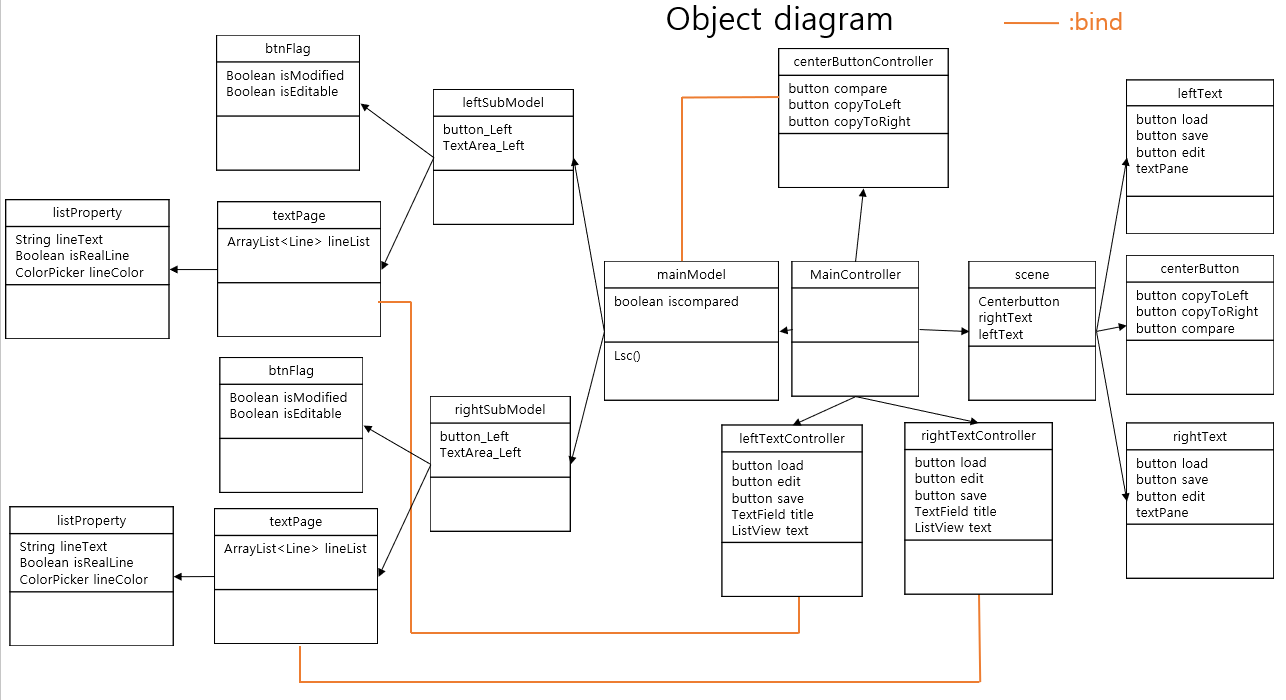 Object diagram
:bind
btnFlag
Boolean isModified
Boolean isEditable
leftSubModel
button_Left
TextArea_Left
centerButtonController
button compare
button copyToLeft
button copyToRight
leftText
button load
button save
button edit
textPane
listProperty
String lineText
Boolean isRealLine
ColorPicker lineColor
textPage
ArrayList<Line> lineList
mainModel
boolean iscompared
Lsc()
MainController
scene
Centerbutton
rightText
leftText
centerButton
button copyToLeft
button copyToRight
button compare
btnFlag
Boolean isModified
Boolean isEditable
rightSubModel
button_Left
TextArea_Left
leftTextController
button load
button edit
button save
TextField title
ListView text
rightTextController
button load
button edit
button save
TextField title
ListView text
rightText
button load
button save
button edit
textPane
listProperty
String lineText
Boolean isRealLine
ColorPicker lineColor
textPage
ArrayList<Line> lineList